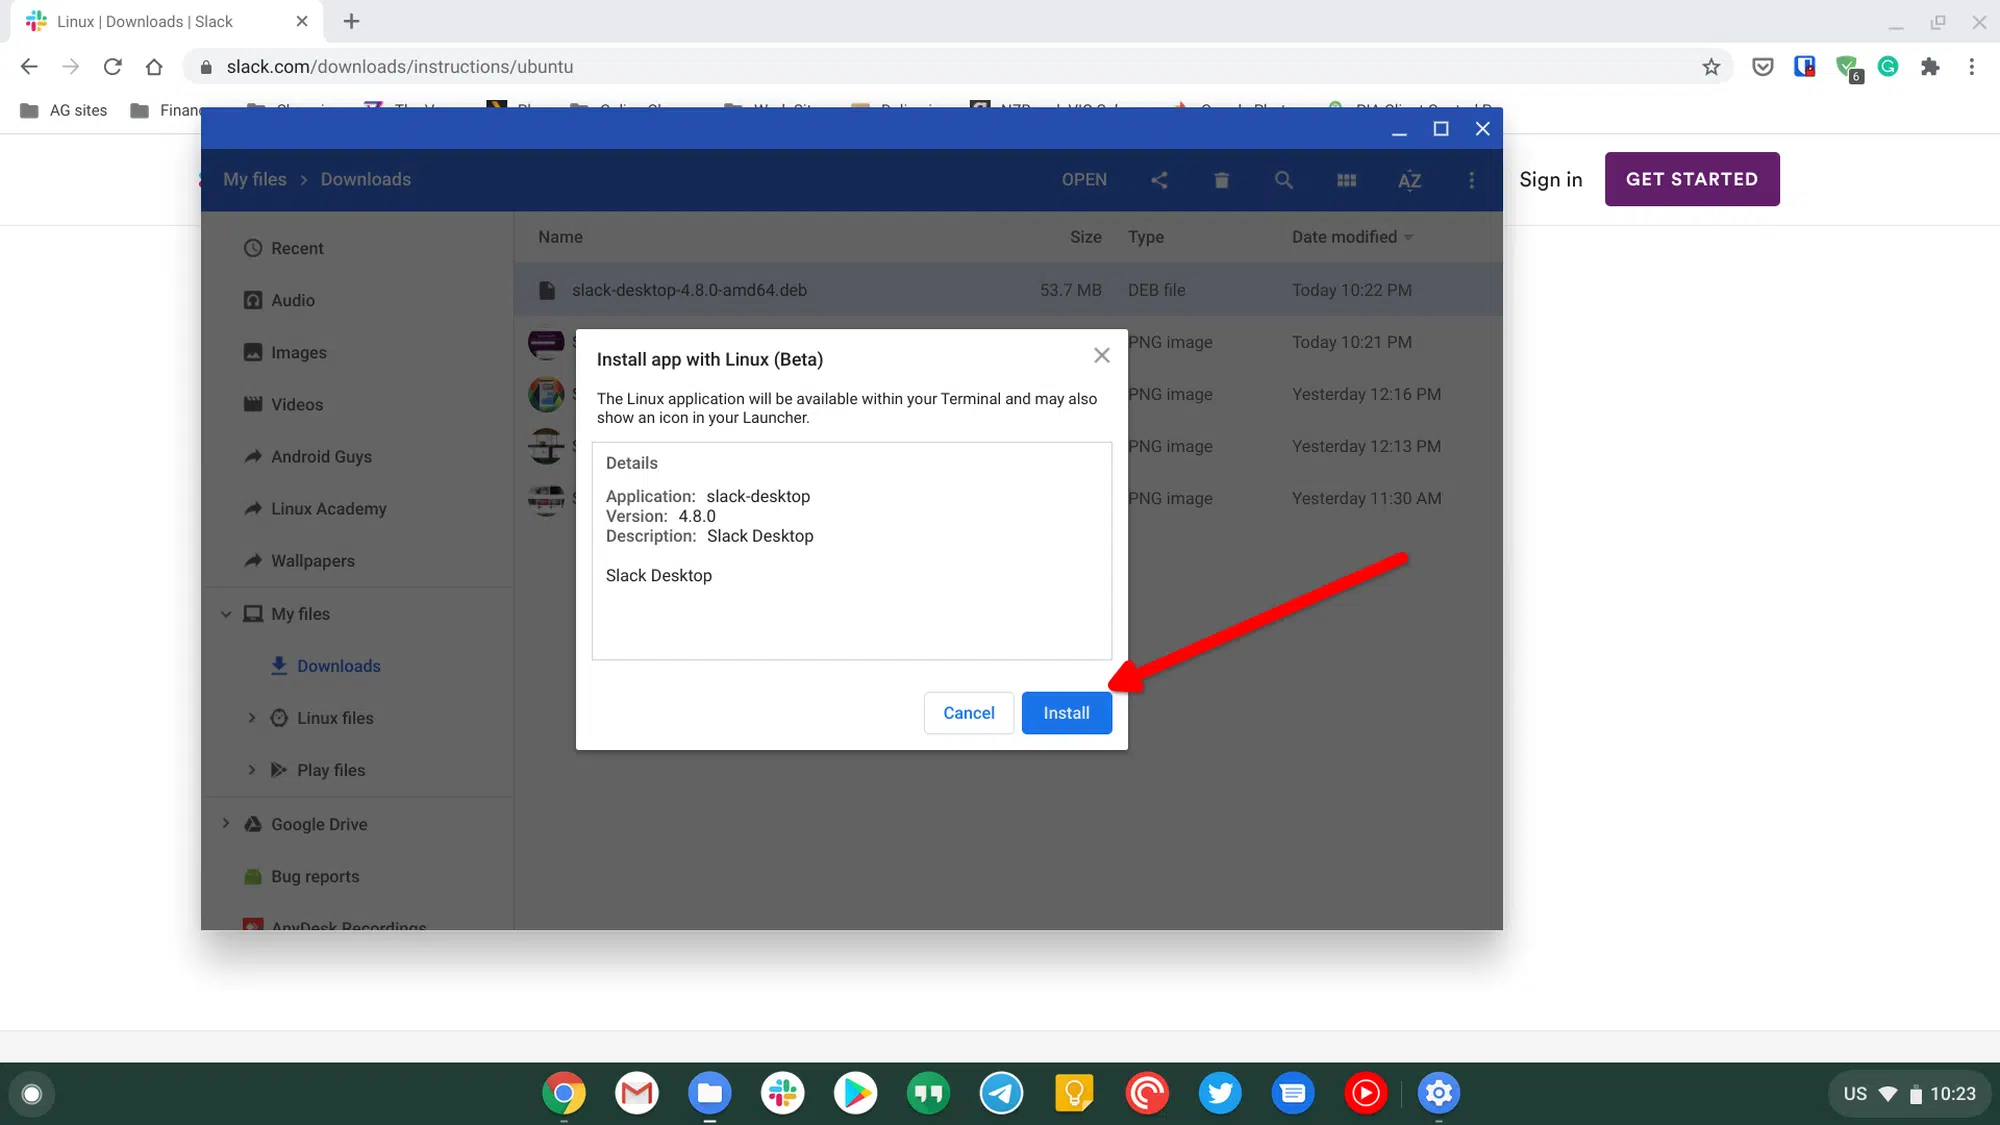 Linux | Downloads | Slack
slack.com/downloads/instructions/ubuntu
6
AG sites
Sign in
GET STARTED
My files > Downloads
OPEN
AZ
Recent
Audio
Images
Videos
Android Guys
Linux Academy
Wallpapers
My files
Downloads
Linux files
Play files
Google Drive
Bug reports
AnyDesk Recordings
Name Size Type Date modified
slack-desktop-4.8.0-amd64.deb 53.7 MB DEB file Today 10:22 PM
PNG image Today 10:21 PM
PNG image Yesterday 12:16 PM
PNG image Yesterday 12:13 PM
PNG image Yesterday 11:30 AM
Install app with Linux (Beta)
The Linux application will be available within your Terminal and may also
show an icon in your Launcher.
Details
Application: slack-desktop
Version: 4.8.0
Description: Slack Desktop
Slack Desktop
Cancel
Install
US
10:23